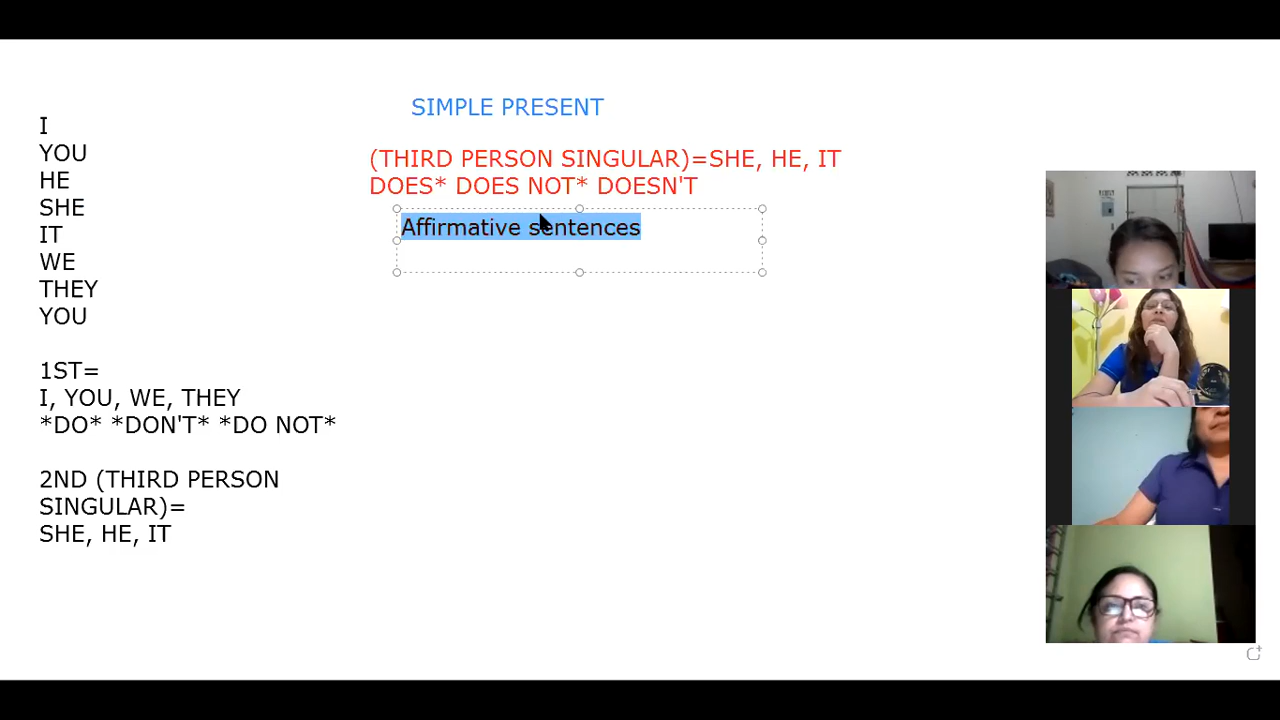 I
YOU
HE
SHE
IT
WE
THEY
YOU
1ST=
I, YOU, WE, THEY
*DO* *DON'T* *DO NOT*
2ND (THIRD PERSON
SINGULAR)=
SHE, HE, IT
SIMPLE PRESENT
(THIRD PERSON SINGULAR)=SHE, HE, IT
DOES* DOES NOT* DOESN'T
Affirmative sentences